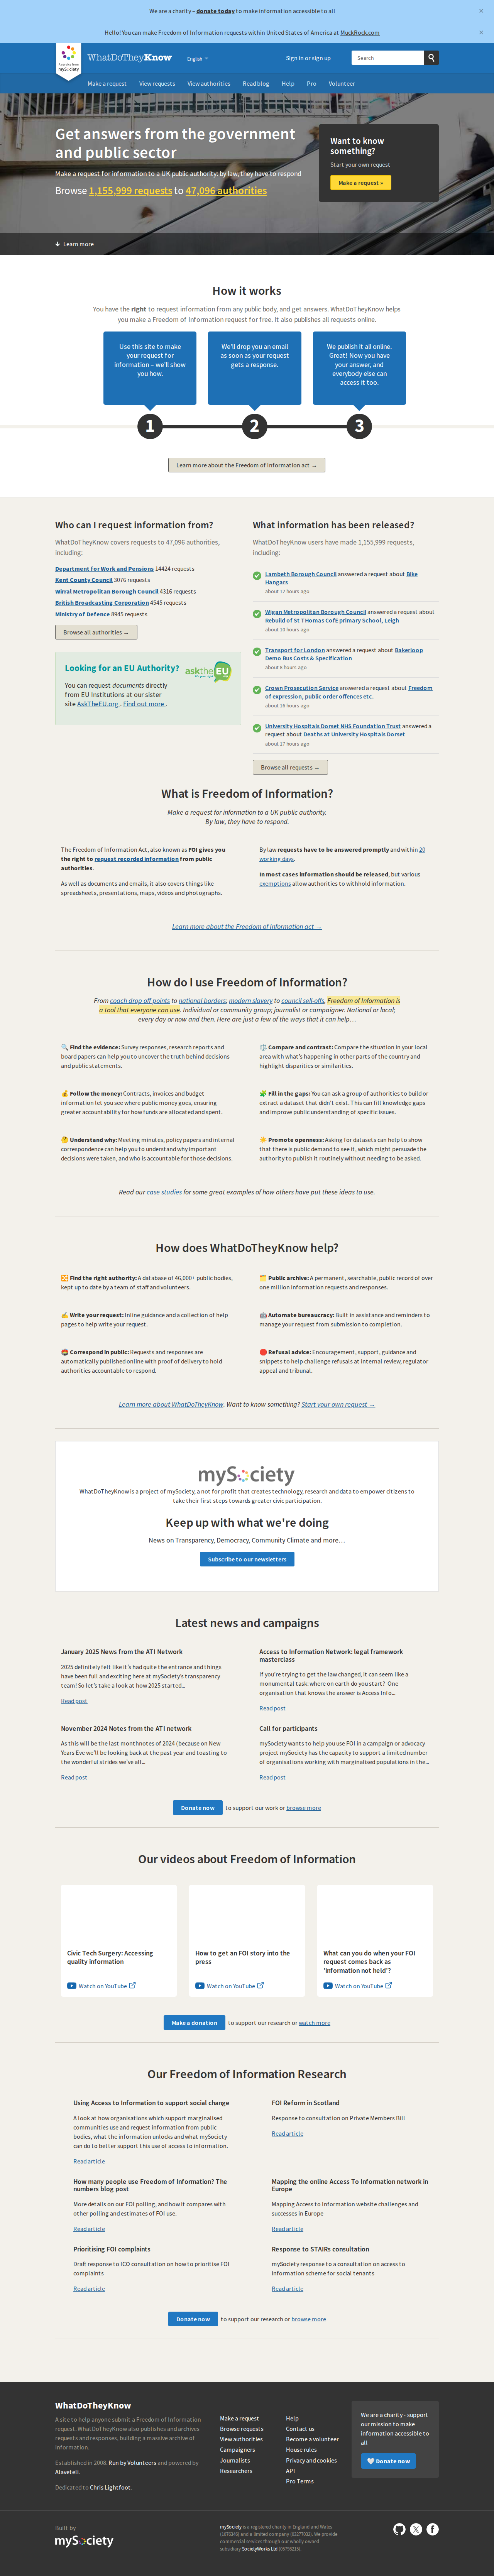 We are a charity – donate today to make information accessible to all
×
Hello! You can make Freedom of Information requests within United States of America at MuckRock.com
×
A service from
mySociety
WhatDoTheyKnow
English
Sign in or sign up
Search
Make a request
View requests
View authorities
Read blog
Help
Pro
Volunteer
Get answers from the government
and public sector
Make a request for information to a UK public authority; by law, they have to respond
Browse 1,155,999 requests to 47,096 authorities
Want to know
something?
Start your own request
Make a request »
Learn more
How it works
You have the right to request information from any public body, and get answers. WhatDoTheyKnow helps
you make a Freedom of Information request for free. It also publishes all requests online.
Use this site to make
your request for
information – we'll show
you how.
We'll drop you an email
as soon as your request
gets a response.
We publish it all online.
Great! Now you have
your answer, and
everybody else can
access it too.
1
2
3
Learn more about the Freedom of Information act →
Who can I request information from?
WhatDoTheyKnow covers requests to 47,096 authorities,
including:
Department for Work and Pensions 14424 requests
Kent County Council 3076 requests
Wirral Metropolitan Borough Council 4316 requests
British Broadcasting Corporation 4545 requests
Ministry of Defence 8945 requests
Browse all authorities →
Looking for an EU Authority?
You can request documents directly
from EU Institutions at our sister
site AskTheEU.org . Find out more .
asktheEU
What information has been released?
WhatDoTheyKnow users have made 1,155,999 requests,
including:
Lambeth Borough Council answered a request about Bike
Hangars
about 12 hours ago
Wigan Metropolitan Borough Council answered a request about
Rebuild of St THomas CofE primary School, Leigh
about 10 hours ago
Transport for London answered a request about Bakerloop
Demo Bus Costs & Specification
about 8 hours ago
Crown Prosecution Service answered a request about Freedom
of expression, public order offences etc.
about 16 hours ago
University Hospitals Dorset NHS Foundation Trust answered a
request about Deaths at University Hospitals Dorset
about 17 hours ago
Browse all requests →
What is Freedom of Information?
Make a request for information to a UK public authority.
By law, they have to respond.
The Freedom of Information Act, also known as FOI gives you
the right to request recorded information from public
authorities.
As well as documents and emails, it also covers things like
spreadsheets, presentations, maps, videos and photographs.
By law requests have to be answered promptly and within 20
working days.
In most cases information should be released, but various
exemptions allow authorities to withhold information.
Learn more about the Freedom of Information act →
How do I use Freedom of Information?
From coach drop off points to national borders; modern slavery to council sell-offs, Freedom of Information is
a tool that everyone can use. Individual or community group; journalist or campaigner. National or local;
every day or now and then. Here are just a few of the ways that it can help…
🔍 Find the evidence: Survey responses, research reports and
board papers can help you to uncover the truth behind decisions
and public statements.
⚖️ Compare and contrast: Compare the situation in your local
area with what's happening in other parts of the country and
highlight disparities or similarities.
💰 Follow the money: Contracts, invoices and budget
information let you see where public money goes, ensuring
greater accountability for how funds are allocated and spent.
🧩 Fill in the gaps: You can ask a group of authorities to build or
extract a dataset that didn't exist. This can fill knowledge gaps
and improve public understanding of specific issues.
🤔 Understand why: Meeting minutes, policy papers and internal
correspondence can help you to understand why important
decisions were taken, and who is accountable for those decisions.
☀️ Promote openness: Asking for datasets can help to show
that there is public demand to see it, which might persuade the
authority to publish it routinely without needing to be asked.
Read our case studies for some great examples of how others have put these ideas to use.
How does WhatDoTheyKnow help?
🔀 Find the right authority: A database of 46,000+ public bodies,
kept up to date by a team of staff and volunteers.
🗂️ Public archive: A permanent, searchable, public record of over
one million information requests and responses.
✍️ Write your request: Inline guidance and a collection of help
pages to help write your request.
🤖 Automate bureaucracy: Built in assistance and reminders to
manage your request from submission to completion.
📮 Correspond in public: Requests and responses are
automatically published online with proof of delivery to hold
authorities accountable to respond.
🛑 Refusal advice: Encouragement, support, guidance and
snippets to help challenge refusals at internal review, regulator
appeal and tribunal.
Learn more about WhatDoTheyKnow. Want to know something? Start your own request →
mySociety
WhatDoTheyKnow is a project of mySociety, a not for profit that creates technology, research and data to empower citizens to
take their first steps towards greater civic participation.
Keep up with what we're doing
News on Transparency, Democracy, Community Climate and more…
Subscribe to our newsletters
Latest news and campaigns
January 2025 News from the ATI Network
2025 definitely felt like it's had quite the entrance and things
have been full and exciting here at mySociety's transparency
team! So let's take a look at how 2025 started...
Read post
Access to Information Network: legal framework
masterclass
If you're trying to get the law changed, it can seem like a
monumental task: where on earth do you start?  One
organisation that knows the answer is Access Info...
Read post
November 2024 Notes from the ATI network
As this will be the last monthnotes of 2024 (because on New
Years Eve we'll be looking back at the past year and toasting to
the wonderful strides we've all...
Read post
Call for participants
mySociety wants to help you use FOI in a campaign or advocacy
project mySociety has the capacity to support a limited number
of organisations working with marginalised populations in the...
Read post
Donate now to support our work or browse more
Our videos about Freedom of Information
Civic Tech Surgery: Accessing
quality information
Watch on YouTube
How to get an FOI story into the
press
Watch on YouTube
What can you do when your FOI
request comes back as
'information not held'?
Watch on YouTube
Make a donation to support our research or watch more
Our Freedom of Information Research
Using Access to Information to support social change
A look at how organisations which support marginalised
communities use and request information from public
bodies, what the information unlocks and what mySociety
can do to better support this use of access to information.
Read article
FOI Reform in Scotland
Response to consultation on Private Members Bill
Read article
How many people use Freedom of Information? The
numbers blog post
More details on our FOI polling, and how it compares with
other polling and estimates of FOI use.
Read article
Mapping the online Access To Information network in
Europe
Mapping Access to Information website challenges and
successes in Europe
Read article
Prioritising FOI complaints
Draft response to ICO consultation on how to prioritise FOI
complaints
Read article
Response to STAIRs consultation
mySociety response to a consultation on access to
information scheme for social tenants
Read article
Donate now to support our research or browse more
WhatDoTheyKnow
A site to help anyone submit a Freedom of Information
request. WhatDoTheyKnow also publishes and archives
requests and responses, building a massive archive of
information.
Established in 2008. Run by Volunteers and powered by
Alaveteli.
Dedicated to Chris Lightfoot.
Make a request
Browse requests
View authorities
Campaigners
Journalists
Researchers
Help
Contact us
Become a volunteer
House rules
Privacy and cookies
API
Pro Terms
We are a charity - support
our mission to make
information accessible to
all
🤍 Donate now
Built by
mySociety
mySociety is a registered charity in England and Wales
(1076346) and a limited company (03277032). We provide
commercial services through our wholly owned
subsidiary SocietyWorks Ltd (05798215).